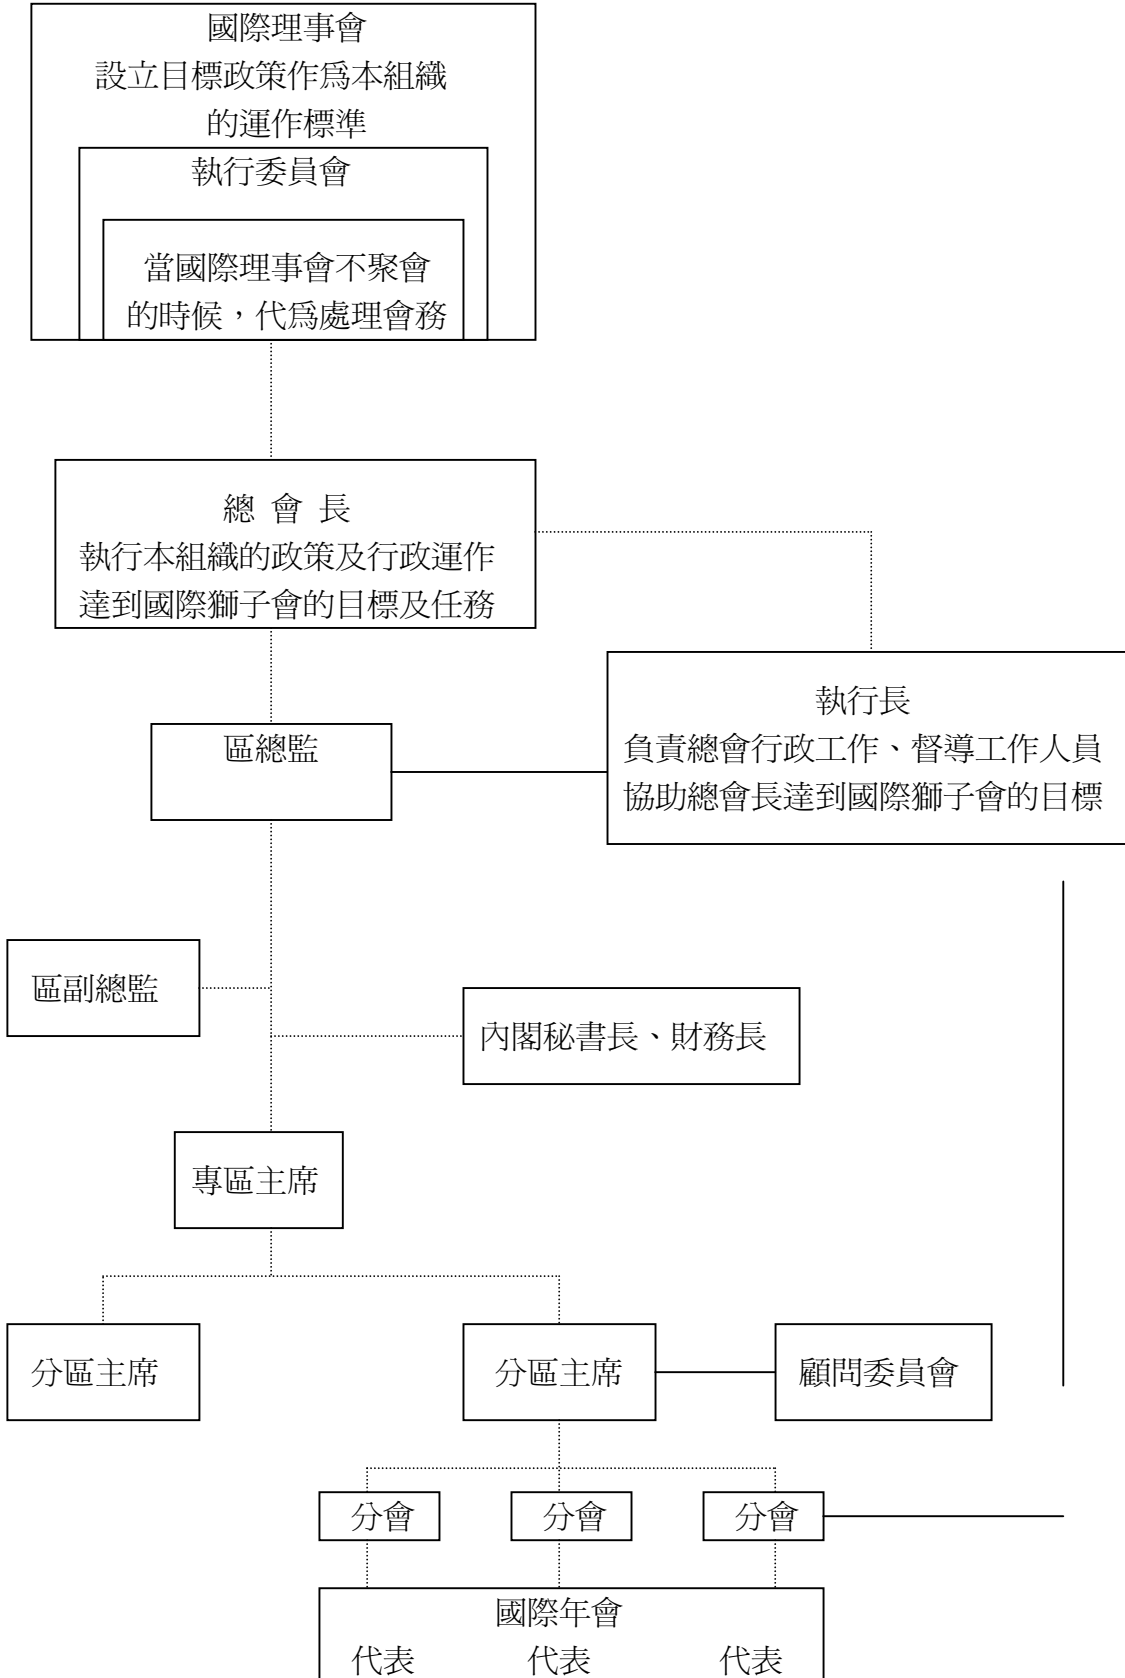 國際理事會
設立目標政策作爲本組織
的運作標準
執行委員會
當國際理事會不聚會
的時候，代爲處理會務
總 會 長
執行本組織的政策及行政運作
達到國際獅子會的目標及任務
執行長
負責總會行政工作、督導工作人員
協助總會長達到國際獅子會的目標
區總監
區副總監
內閣秘書長、財務長
專區主席
分區主席
分區主席
顧問委員會
分會
分會
分會
國際年會
代表 代表 代表